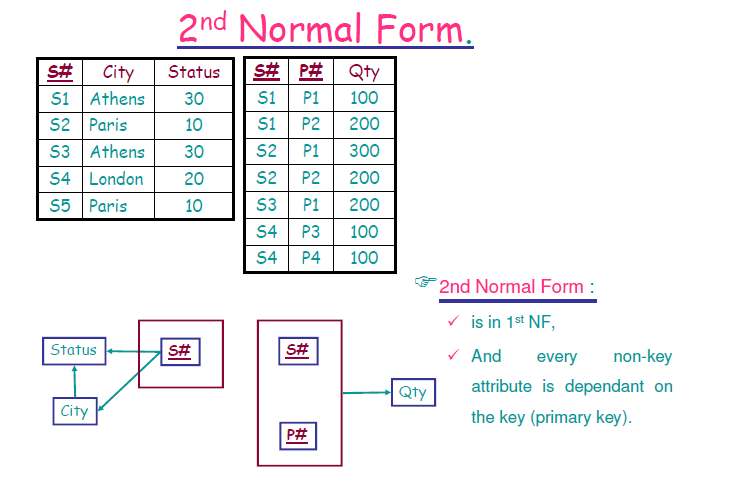 2nd Normal Form.
S# City Status
S1 Athens 30
S2 Paris 10
S3 Athens 30
S4 London 20
S5 Paris 10
S# P# Qty
S1 P1 100
S1 P2 200
S2 P1 300
S2 P2 200
S3 P1 200
S4 P3 100
S4 P4 100
2nd Normal Form :
is in 1st NF,
And every non-key
attribute is dependant on
the key (primary key).
Status
S#
City
S#
P#
Qty